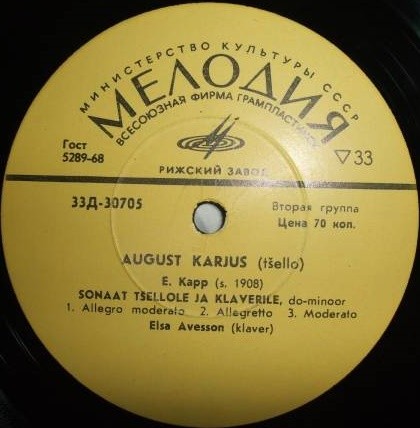 МИНИСТЕРСТВО КУЛЬТУРЫ СССР
МЕЛОДИЯ
ВСЕСОЮЗНАЯ ФИРМА ГРАМПЛАСТИНОК
Гост
5289-68
▽33
РИЖСКИЙ ЗАВОД
33Д-30705
Вторая группа
Цена 70 коп.
AUGUST KARJUS (tšello)
E. Kapp (s. 1908)
SONAAT TŠELLOLE JA KLAVERILE, do-minoor
1. Allegro moderato 2. Allegretto 3. Moderato
Elsa Avesson (klaver)